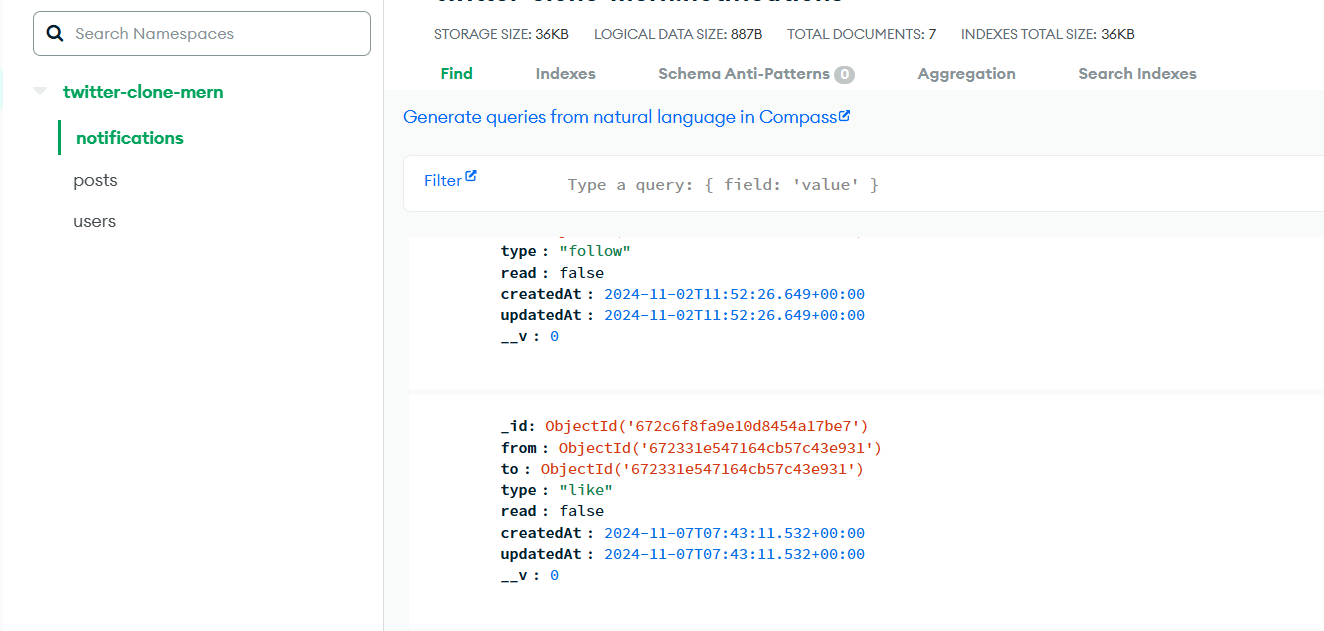 twitter-clone-mern.notifications
Search Namespaces
STORAGE SIZE: 36KB LOGICAL DATA SIZE: 887B TOTAL DOCUMENTS: 7 INDEXES TOTAL SIZE: 36KB
Find Indexes Schema Anti-Patterns 0 Aggregation Search Indexes
twitter-clone-mern
notifications
posts
users
Generate queries from natural language in Compass
Filter Type a query: { field: 'value' }
type : "follow"
read : false
createdAt : 2024-11-02T11:52:26.649+00:00
updatedAt : 2024-11-02T11:52:26.649+00:00
__v : 0
_id: ObjectId('672c6f8fa9e10d8454a17be7')
from : ObjectId('672331e547164cb57c43e931')
to : ObjectId('672331e547164cb57c43e931')
type : "like"
read : false
createdAt : 2024-11-07T07:43:11.532+00:00
updatedAt : 2024-11-07T07:43:11.532+00:00
__v : 0